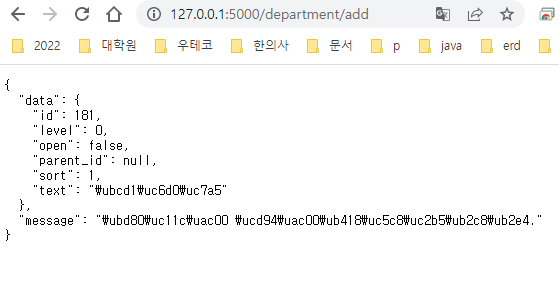 127.0.0.1:5000/department/add
2022 대학원 우테코 한의사 문서 p java erd
{
"data": {
"id": 181,
"level": 0,
"open": false,
"parent_id": null,
"sort": 1,
"text": "₩ubcd1₩uc6d0₩uc7a5"
},
"message": "₩ubd80₩uc11c₩uac00 ₩ucd94₩uac00₩ub418₩uc5c8₩uc2b5₩ub2c8₩ub2e4."
}